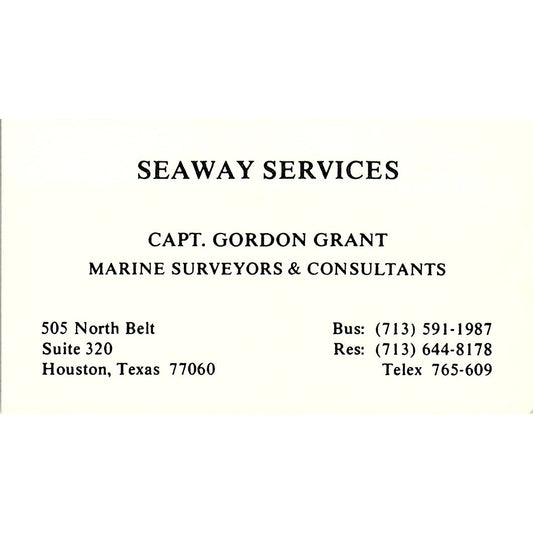 SEAWAY SERVICES
CAPT. GORDON GRANT
MARINE SURVEYORS & CONSULTANTS
505 North Belt
Suite 320
Houston, Texas 77060
Bus: (713) 591-1987
Res: (713) 644-8178
Telex 765-609